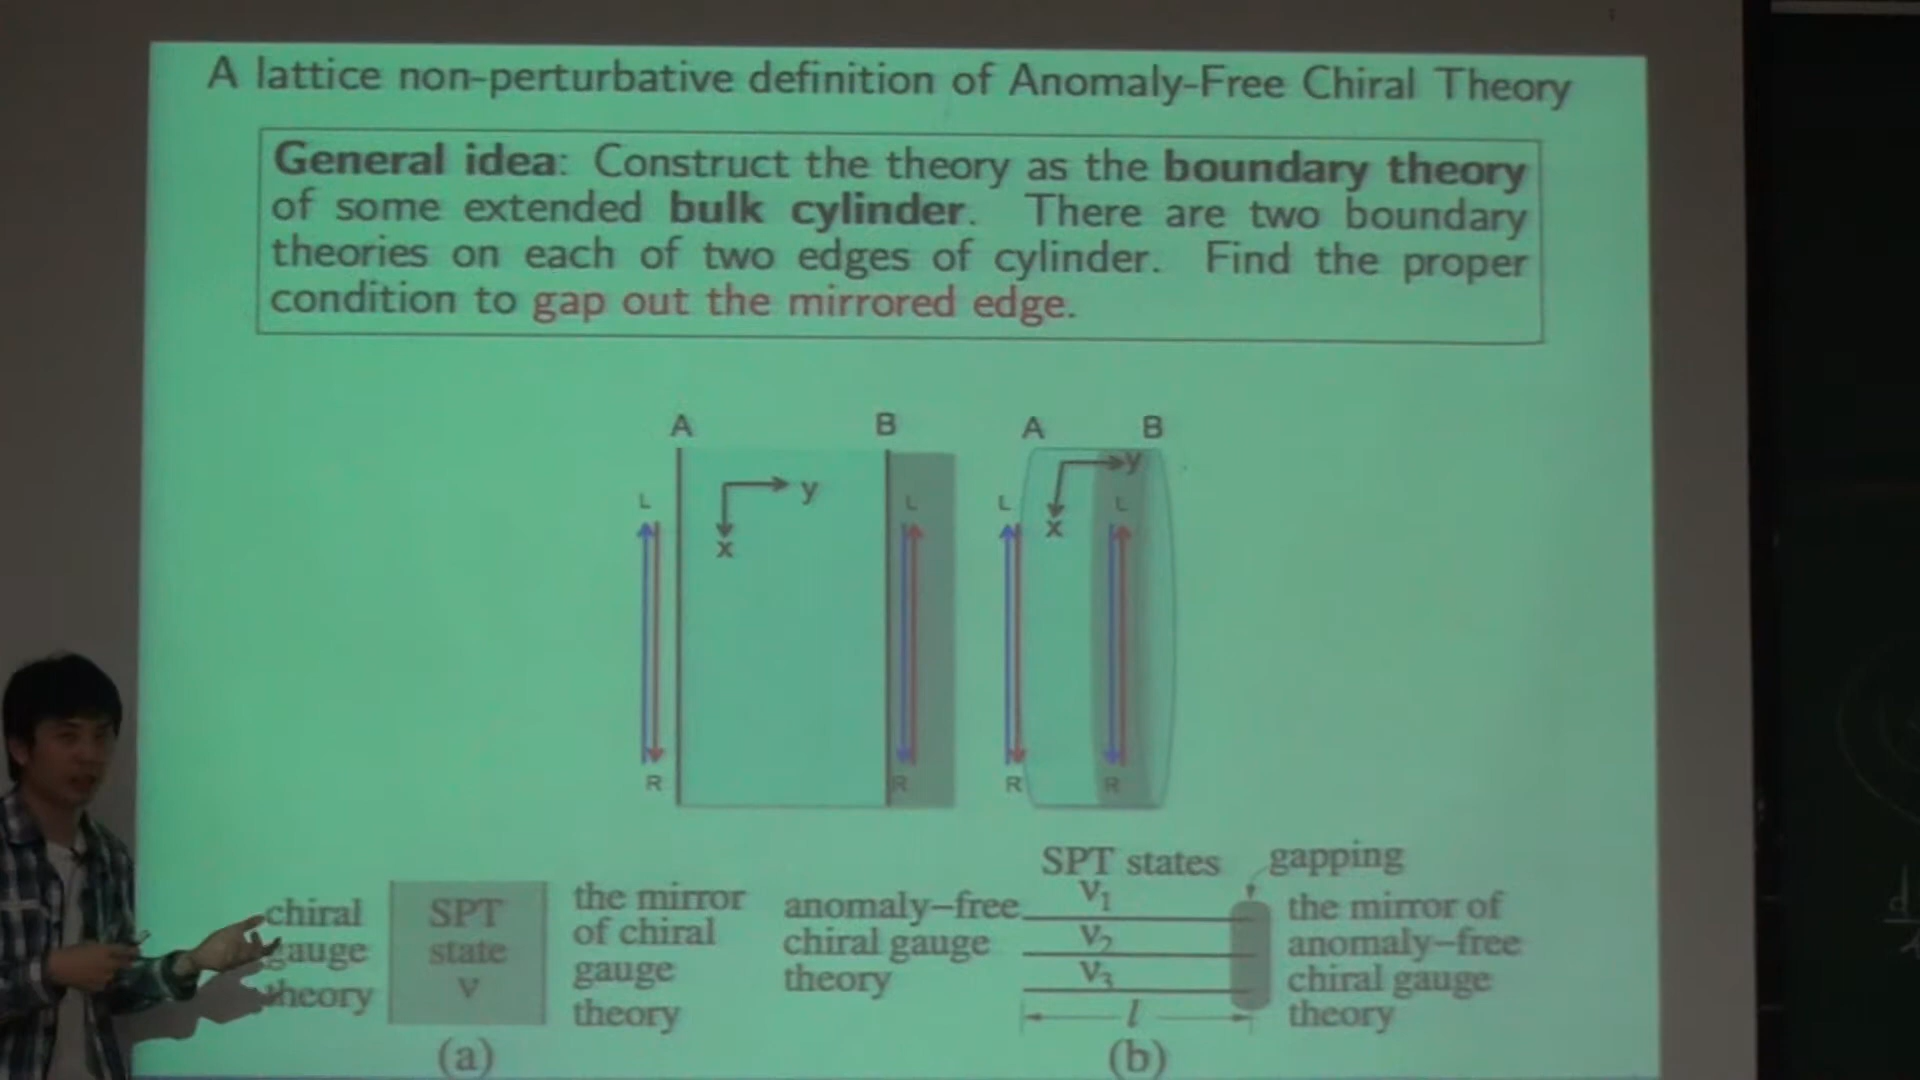 A lattice non-perturbative definition of Anomaly-Free Chiral Theory
General idea: Construct the theory as the boundary theory
of some extended bulk cylinder. There are two boundary
theories on each of two edges of cylinder. Find the proper
condition to gap out the mirrored edge.
A B A B
y
x
L
L
R
R
y
x
L
L
R
R
chiral
gauge
theory
SPT
state
ν
the mirror
of chiral
gauge
theory
(a)
anomaly-free
chiral gauge
theory
SPT states
ν1
ν2
ν3
l
gapping
the mirror of
anomaly-free
chiral gauge
theory
(b)